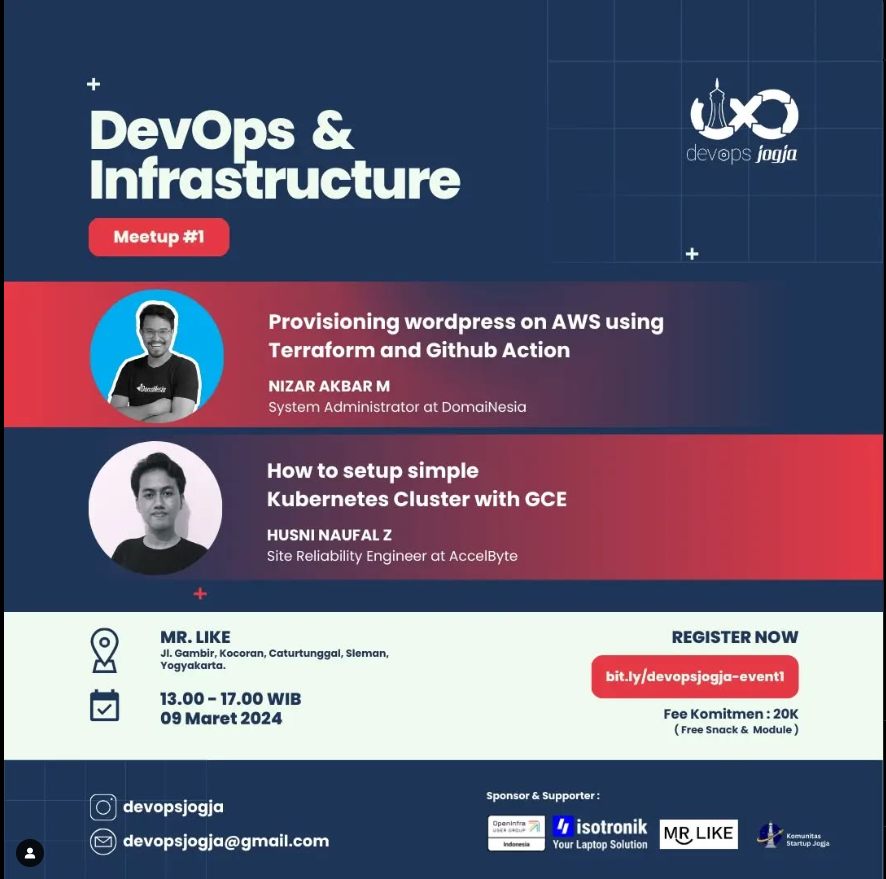 DevOps &
Infrastructure
devops jogja
Meetup #1
Provisioning wordpress on AWS using
Terraform and Github Action
NIZAR AKBAR M
System Administrator at DomaiNesia
DomaiNesia
How to setup simple
Kubernetes Cluster with GCE
HUSNI NAUFAL Z
Site Reliability Engineer at AccelByte
MR. LIKE
Jl. Gambir, Kocoran, Caturtunggal, Sleman,
Yogyakarta.
13.00 - 17.00 WIB
09 Maret 2024
REGISTER NOW
bit.ly/devopsjogja-event1
Fee Komitmen : 20K
( Free Snack & Module )
devopsjogja
devopsjogja@gmail.com
Sponsor & Supporter :
OpenInfra
USER GROUP
Indonesia
isotronik
Your Laptop Solution
MR LIKE
Komunitas
Startup Jogja